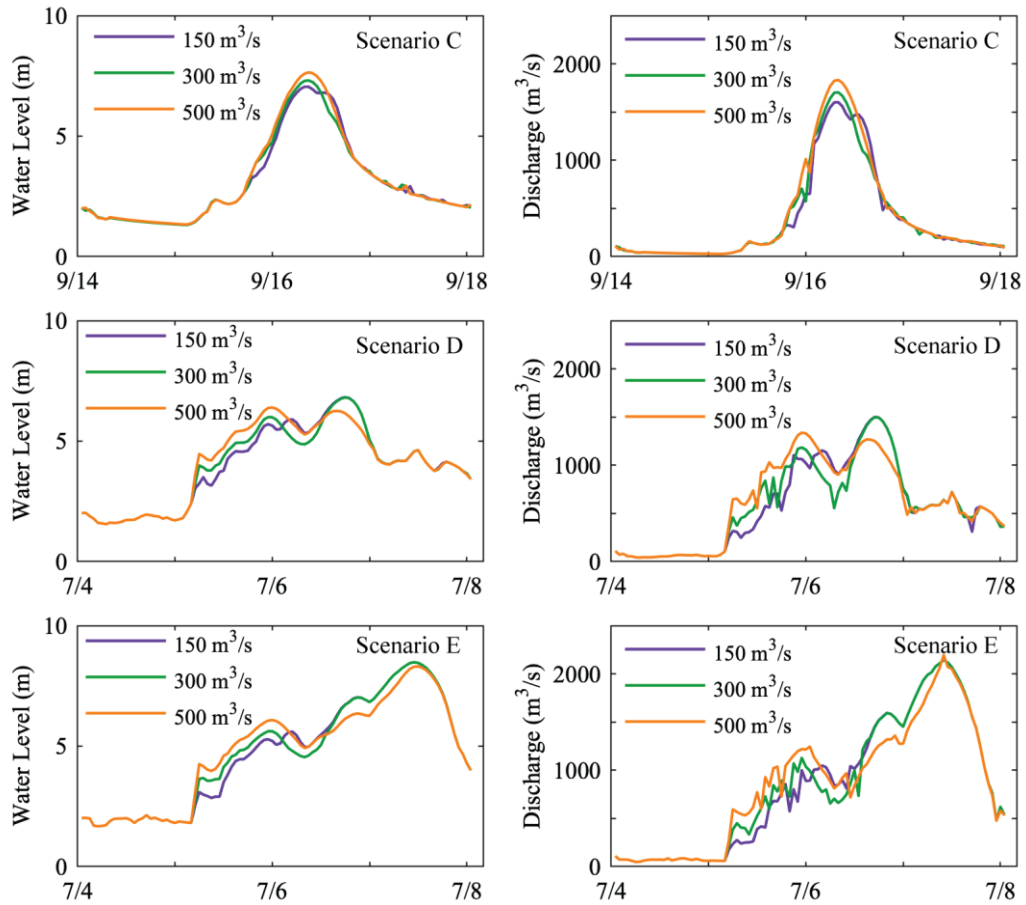 10
5
0
Water Level (m)
150 m³/s
300 m³/s
500 m³/s
Scenario C
9/14
9/16
9/18
2000
1000
0
Discharge (m³/s)
150 m³/s
300 m³/s
500 m³/s
Scenario C
9/14
9/16
9/18
10
5
0
Water Level (m)
150 m³/s
300 m³/s
500 m³/s
Scenario D
7/4
7/6
7/8
2000
1000
0
Discharge (m³/s)
150 m³/s
300 m³/s
500 m³/s
Scenario D
7/4
7/6
7/8
10
5
0
Water Level (m)
150 m³/s
300 m³/s
500 m³/s
Scenario E
7/4
7/6
7/8
2000
1000
0
Discharge (m³/s)
150 m³/s
300 m³/s
500 m³/s
Scenario E
7/4
7/6
7/8